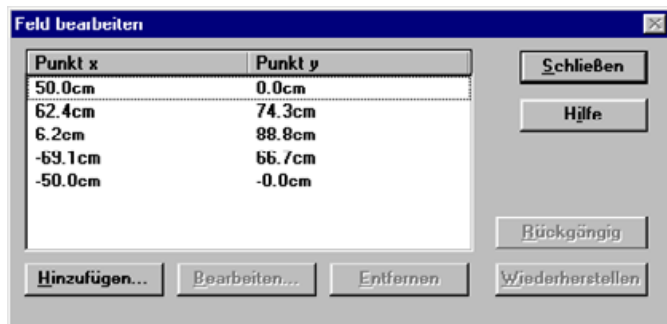 Feld bearbeiten
Punkt x Punkt y
50.0cm 0.0cm
62.4cm 74.3cm
6.2cm 88.8cm
-69.1cm 66.7cm
-50.0cm -0.0cm
Schließen
Hilfe
Rückgängig
Hinzufügen... Bearbeiten... Entfernen Wiederherstellen